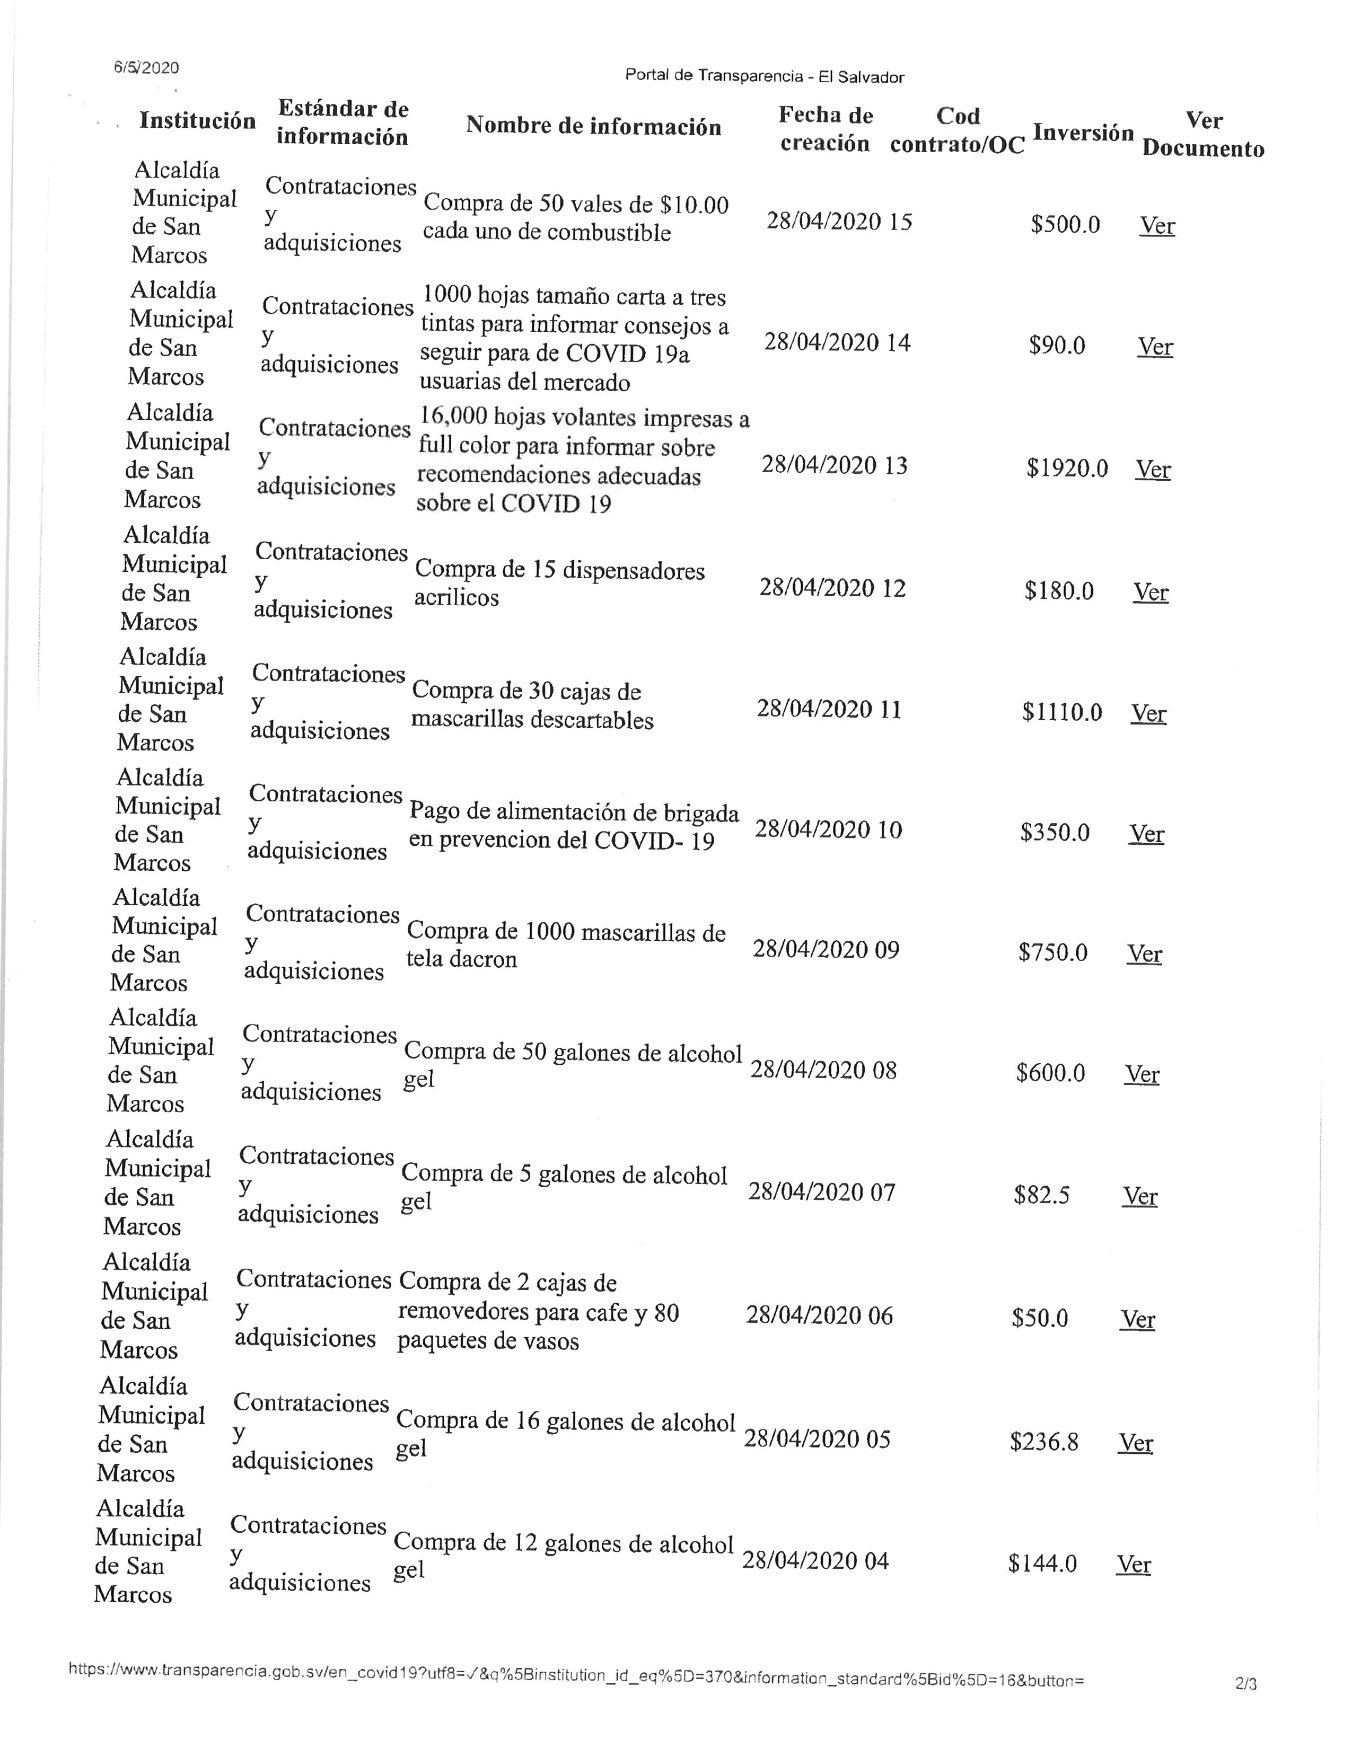 6/5/2020
Portal de Transparencia - El Salvador
Institución Estándar de información Nombre de información Fecha de creación Cod contrato/OC Inversión Ver Documento
Alcaldía
Municipal
de San
Marcos
Contrataciones
y
adquisiciones
Compra de 50 vales de $10.00
cada uno de combustible
28/04/2020 15 $500.0 Ver
Alcaldía
Municipal
de San
Marcos
Contrataciones
y
adquisiciones
1000 hojas tamaño carta a tres
tintas para informar consejos a
seguir para de COVID 19a
usuarias del mercado
28/04/2020 14 $90.0 Ver
Alcaldía
Municipal
de San
Marcos
Contrataciones
y
adquisiciones
16,000 hojas volantes impresas a
full color para informar sobre
recomendaciones adecuadas
sobre el COVID 19
28/04/2020 13 $1920.0 Ver
Alcaldía
Municipal
de San
Marcos
Contrataciones
y
adquisiciones
Compra de 15 dispensadores
acrilicos
28/04/2020 12 $180.0 Ver
Alcaldía
Municipal
de San
Marcos
Contrataciones
y
adquisiciones
Compra de 30 cajas de
mascarillas descartables
28/04/2020 11 $1110.0 Ver
Alcaldía
Municipal
de San
Marcos
Contrataciones
y
adquisiciones
Pago de alimentación de brigada
en prevencion del COVID- 19
28/04/2020 10 $350.0 Ver
Alcaldía
Municipal
de San
Marcos
Contrataciones
y
adquisiciones
Compra de 1000 mascarillas de
tela dacron
28/04/2020 09 $750.0 Ver
Alcaldía
Municipal
de San
Marcos
Contrataciones
y
adquisiciones
Compra de 50 galones de alcohol
gel
28/04/2020 08 $600.0 Ver
Alcaldía
Municipal
de San
Marcos
Contrataciones
y
adquisiciones
Compra de 5 galones de alcohol
gel
28/04/2020 07 $82.5 Ver
Alcaldía
Municipal
de San
Marcos
Contrataciones
y
adquisiciones
Compra de 2 cajas de
removedores para cafe y 80
paquetes de vasos
28/04/2020 06 $50.0 Ver
Alcaldía
Municipal
de San
Marcos
Contrataciones
y
adquisiciones
Compra de 16 galones de alcohol
gel
28/04/2020 05 $236.8 Ver
Alcaldía
Municipal
de San
Marcos
Contrataciones
y
adquisiciones
Compra de 12 galones de alcohol
gel
28/04/2020 04 $144.0 Ver
https://www.transparencia.gob.sv/en_covid19?utf8=✓&q%5Binstitution_id_eq%5D=370&information_standard%5Bid%5D=16&button=
2/3